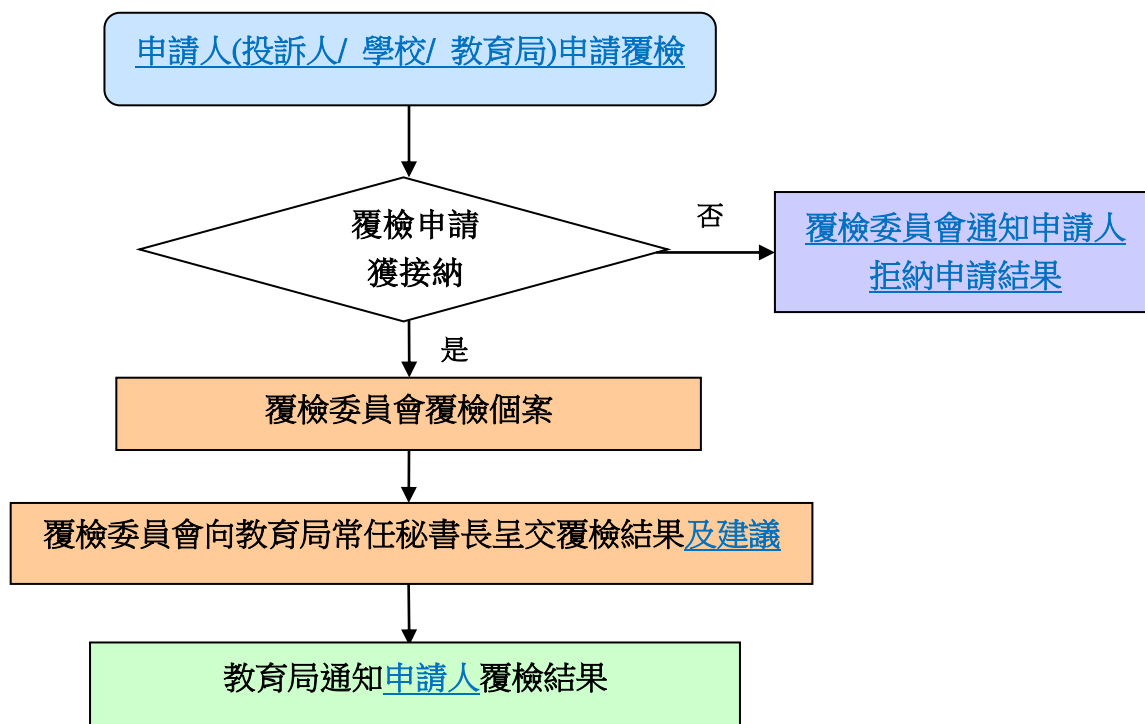 申請人(投訴人/ 學校/ 教育局)申請覆檢
覆檢申請
獲接納
否
覆檢委員會通知申請人
拒納申請結果
是
覆檢委員會覆檢個案
覆檢委員會向教育局常任秘書長呈交覆檢結果及建議
教育局通知申請人覆檢結果